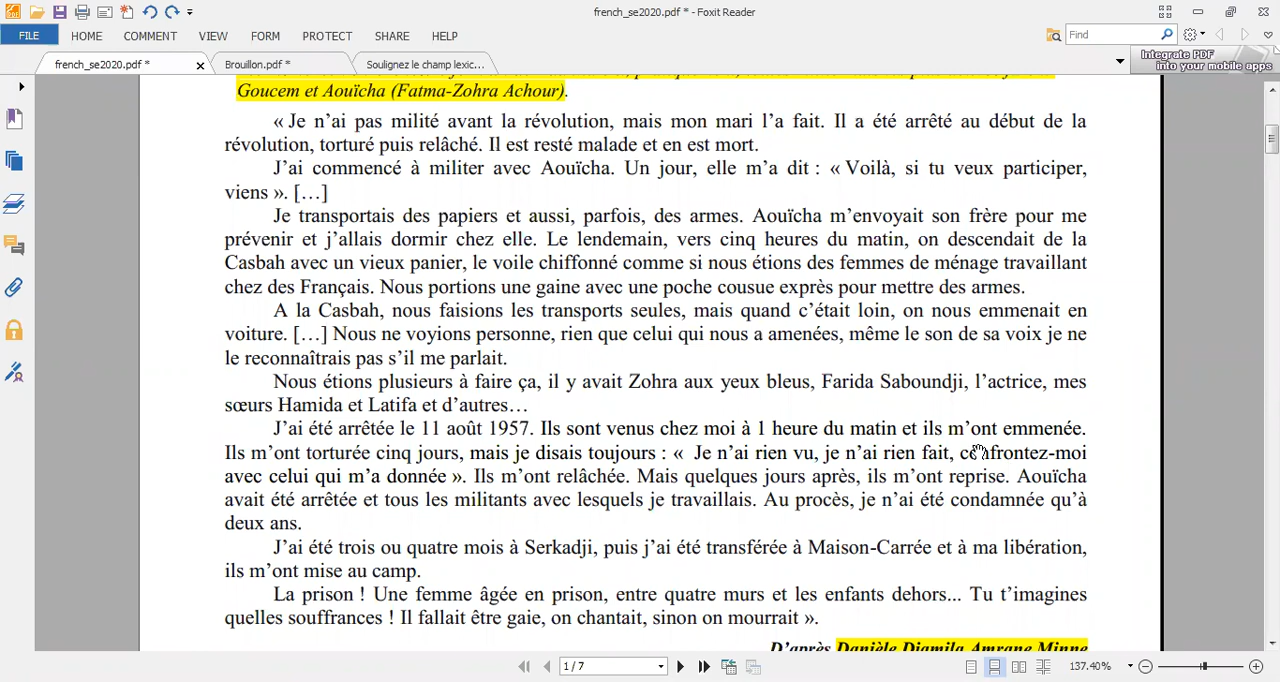 french_se2020.pdf * - Foxit Reader
FILE HOME COMMENT VIEW FORM PROTECT SHARE HELP
Find
french_se2020.pdf * Brouillon.pdf * Soulignez le champ lexic...
Integrate PDF
into your mobile apps
Goucem et Aouïcha (Fatma-Zohra Achour).
« Je n'ai pas milité avant la révolution, mais mon mari l'a fait. Il a été arrêté au début de la
révolution, torturé puis relâché. Il est resté malade et en est mort.
J'ai commencé à militer avec Aouïcha. Un jour, elle m'a dit : « Voilà, si tu veux participer,
viens ». […]
Je transportais des papiers et aussi, parfois, des armes. Aouïcha m'envoyait son frère pour me
prévenir et j'allais dormir chez elle. Le lendemain, vers cinq heures du matin, on descendait de la
Casbah avec un vieux panier, le voile chiffonné comme si nous étions des femmes de ménage travaillant
chez des Français. Nous portions une gaine avec une poche cousue exprès pour mettre des armes.
A la Casbah, nous faisions les transports seules, mais quand c'était loin, on nous emmenait en
voiture. […] Nous ne voyions personne, rien que celui qui nous a amenées, même le son de sa voix je ne
le reconnaîtrais pas s'il me parlait.
Nous étions plusieurs à faire ça, il y avait Zohra aux yeux bleus, Farida Saboundji, l'actrice, mes
sœurs Hamida et Latifa et d'autres…
J'ai été arrêtée le 11 août 1957. Ils sont venus chez moi à 1 heure du matin et ils m'ont emmenée.
Ils m'ont torturée cinq jours, mais je disais toujours : « Je n'ai rien vu, je n'ai rien fait, confrontez-moi
avec celui qui m'a donnée ». Ils m'ont relâchée. Mais quelques jours après, ils m'ont reprise. Aouïcha
avait été arrêtée et tous les militants avec lesquels je travaillais. Au procès, je n'ai été condamnée qu'à
deux ans.
J'ai été trois ou quatre mois à Serkadji, puis j'ai été transférée à Maison-Carrée et à ma libération,
ils m'ont mise au camp.
La prison ! Une femme âgée en prison, entre quatre murs et les enfants dehors... Tu t'imagines
quelles souffrances ! Il fallait être gaie, on chantait, sinon on mourrait ».
D'après Danièle Djamila Amrane Minne
1 / 7 137.40%